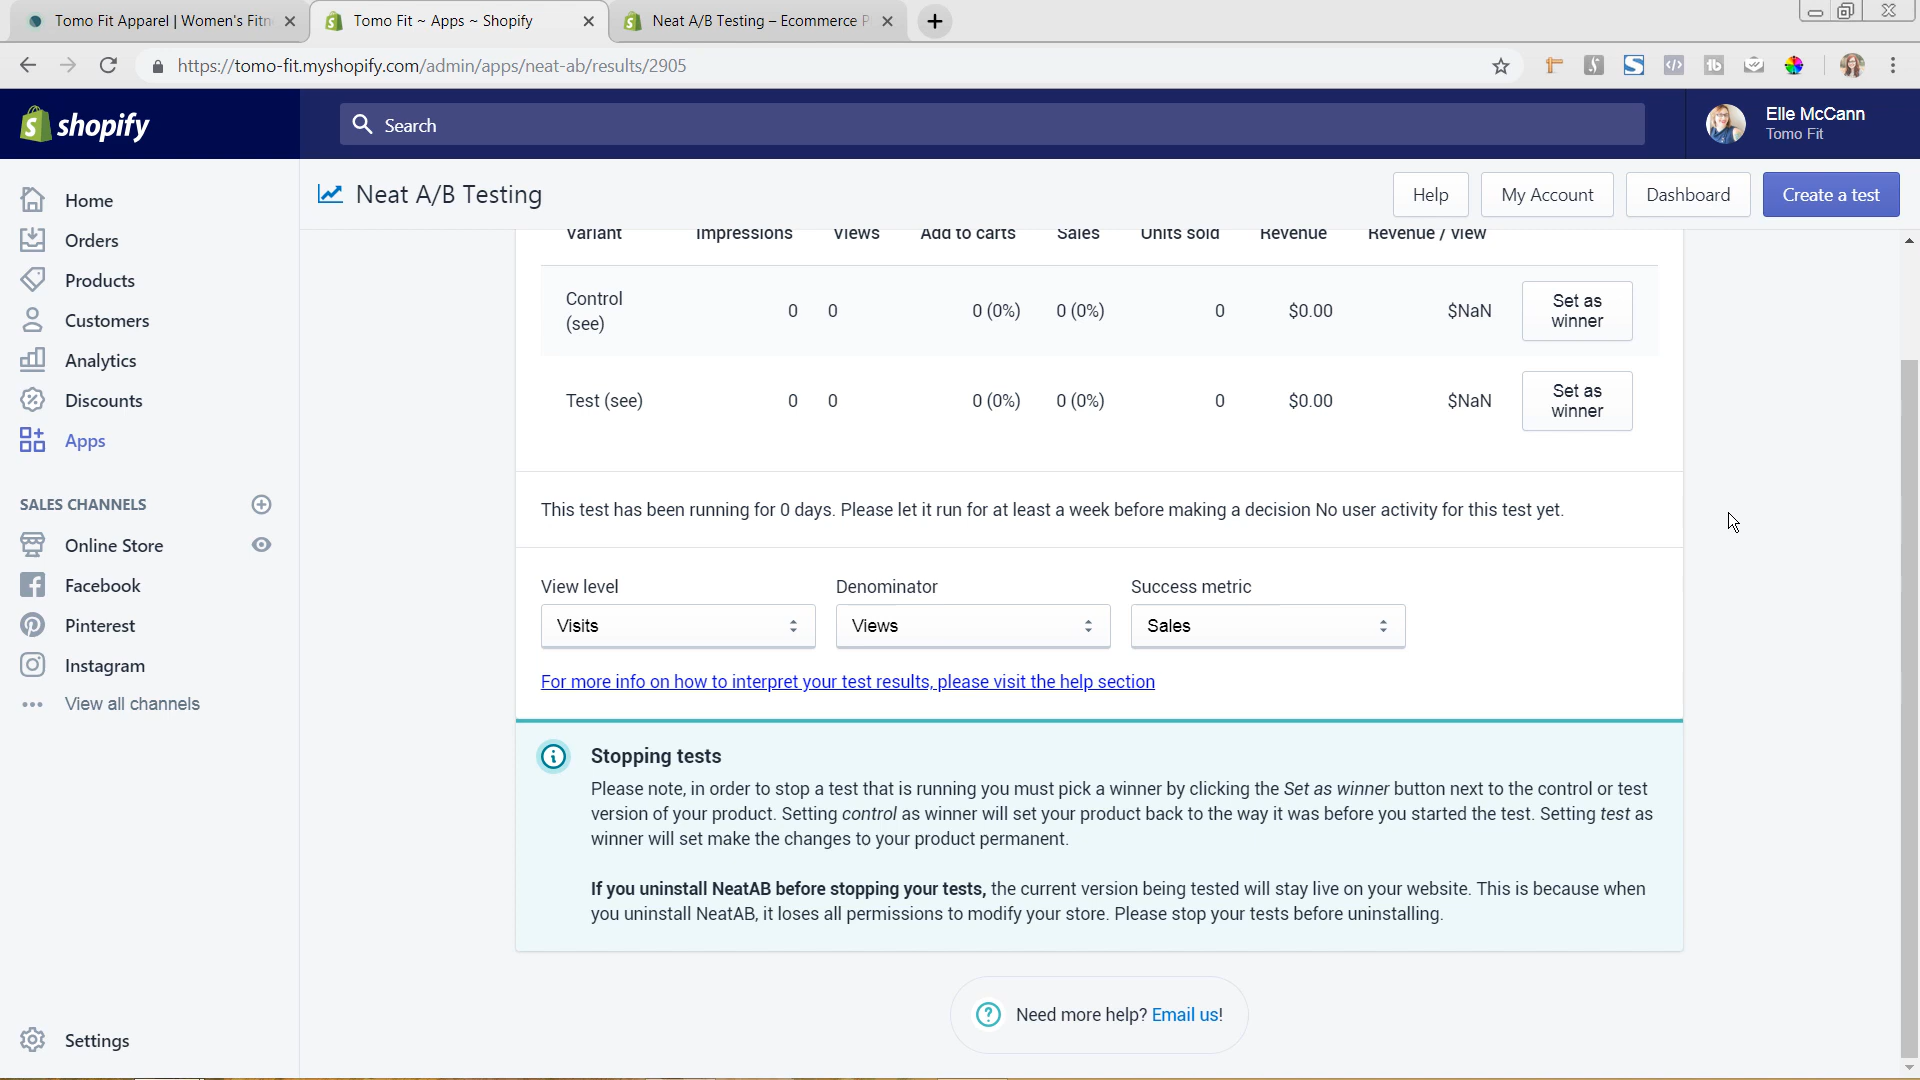 Tomo Fit Apparel | Women's Fitn
Tomo Fit ~ Apps ~ Shopify
Neat A/B Testing – Ecommerce P
https://tomo-fit.myshopify.com/admin/apps/neat-ab/results/2905
shopify
Search
Elle McCann
Tomo Fit
Home
Orders
Products
Customers
Analytics
Discounts
Apps
SALES CHANNELS
Online Store
Facebook
Pinterest
Instagram
View all channels
Settings
Neat A/B Testing
Help
My Account
Dashboard
Create a test
Variant Impressions Views Add to carts Sales Units sold Revenue Revenue / view
Control (see) 0 0 0 (0%) 0 (0%) 0 $0.00 $NaN Set as winner
Test (see) 0 0 0 (0%) 0 (0%) 0 $0.00 $NaN Set as winner
This test has been running for 0 days. Please let it run for at least a week before making a decision No user activity for this test yet.
View level Denominator Success metric
Visits Views Sales
For more info on how to interpret your test results, please visit the help section
Stopping tests
Please note, in order to stop a test that is running you must pick a winner by clicking the Set as winner button next to the control or test
version of your product. Setting control as winner will set your product back to the way it was before you started the test. Setting test as
winner will set make the changes to your product permanent.
If you uninstall NeatAB before stopping your tests, the current version being tested will stay live on your website. This is because when
you uninstall NeatAB, it loses all permissions to modify your store. Please stop your tests before uninstalling.
Need more help? Email us!